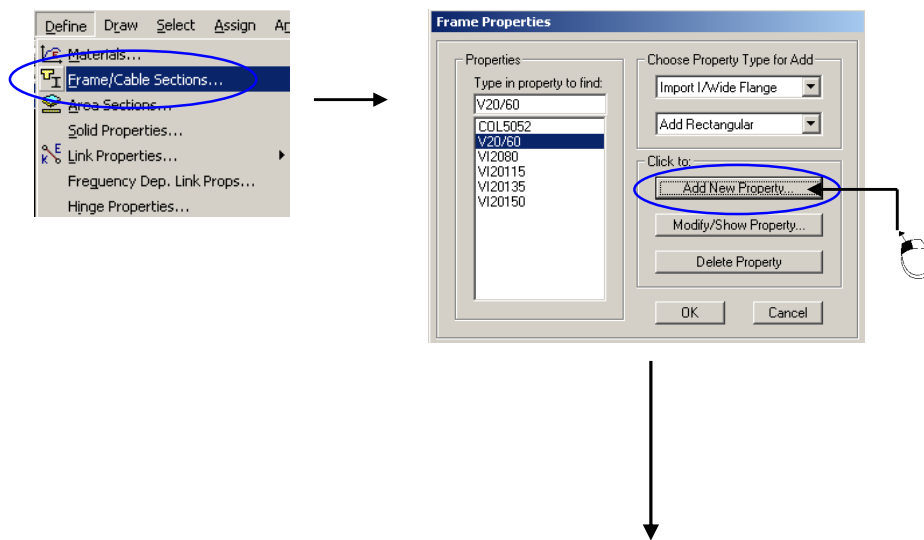 Define Draw Select Assign
Materials...
Frame/Cable Sections...
Area Sections...
Solid Properties...
E
K
Link Properties...
Frequency Dep. Link Props...
Hinge Properties...
Frame Properties
Properties
Type in property to find:
V20/60
COL5052
V20/60
VI2080
VI20115
VI20135
VI20150
Choose Property Type for Add
Import I/Wide Flange
Add Rectangular
Click to:
Add New Property...
Modify/Show Property...
Delete Property
OK
Cancel